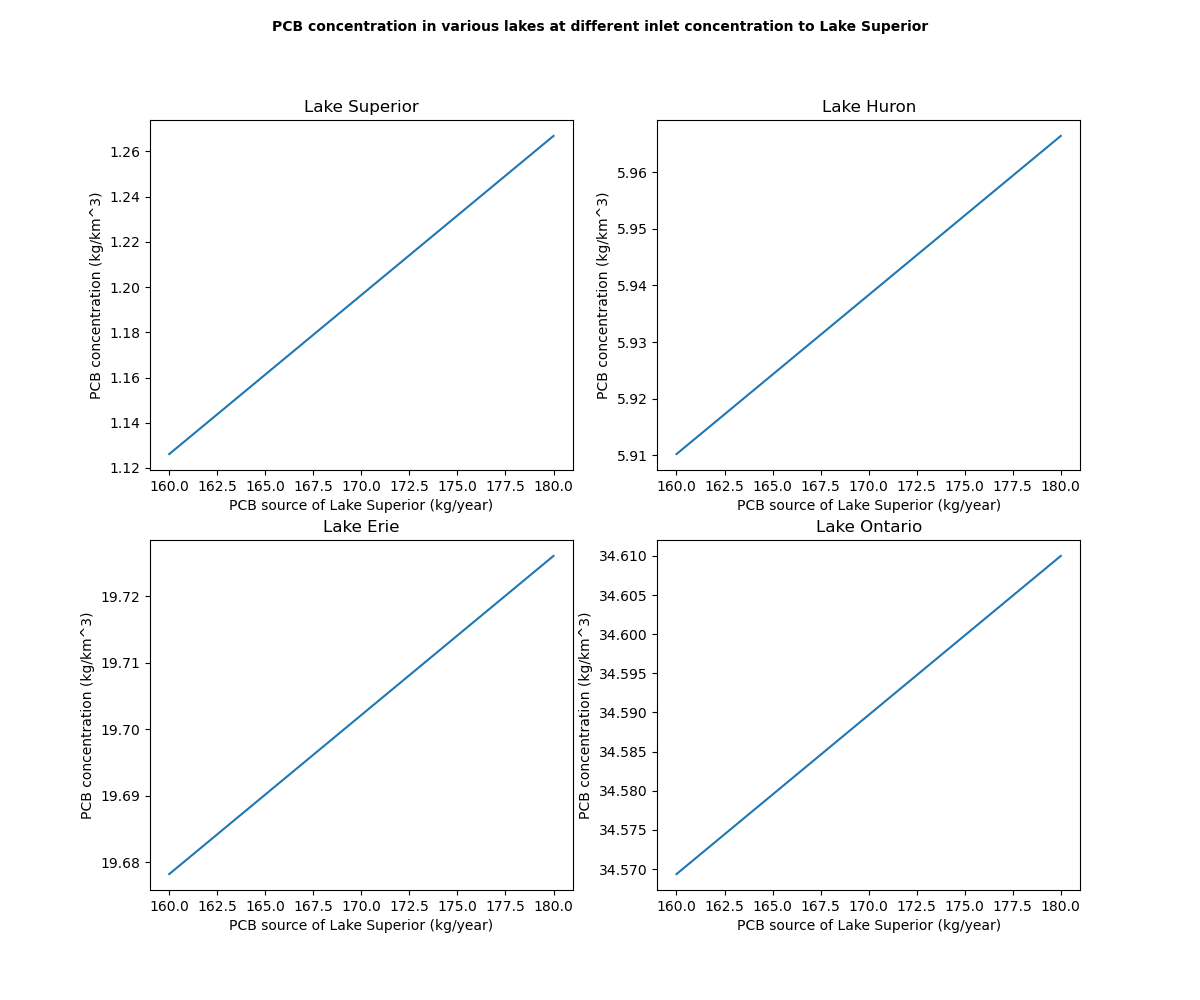 PCB concentration in various lakes at different inlet concentration to Lake Superior
Lake Superior
PCB concentration (kg/km^3)
1.26
1.24
1.22
1.20
1.18
1.16
1.14
1.12
160.0 162.5 165.0 167.5 170.0 172.5 175.0 177.5 180.0
PCB source of Lake Superior (kg/year)
Lake Huron
PCB concentration (kg/km^3)
5.96
5.95
5.94
5.93
5.92
5.91
160.0 162.5 165.0 167.5 170.0 172.5 175.0 177.5 180.0
PCB source of Lake Superior (kg/year)
Lake Erie
PCB concentration (kg/km^3)
19.72
19.71
19.70
19.69
19.68
160.0 162.5 165.0 167.5 170.0 172.5 175.0 177.5 180.0
PCB source of Lake Superior (kg/year)
Lake Ontario
PCB concentration (kg/km^3)
34.610
34.605
34.600
34.595
34.590
34.585
34.580
34.575
34.570
160.0 162.5 165.0 167.5 170.0 172.5 175.0 177.5 180.0
PCB source of Lake Superior (kg/year)